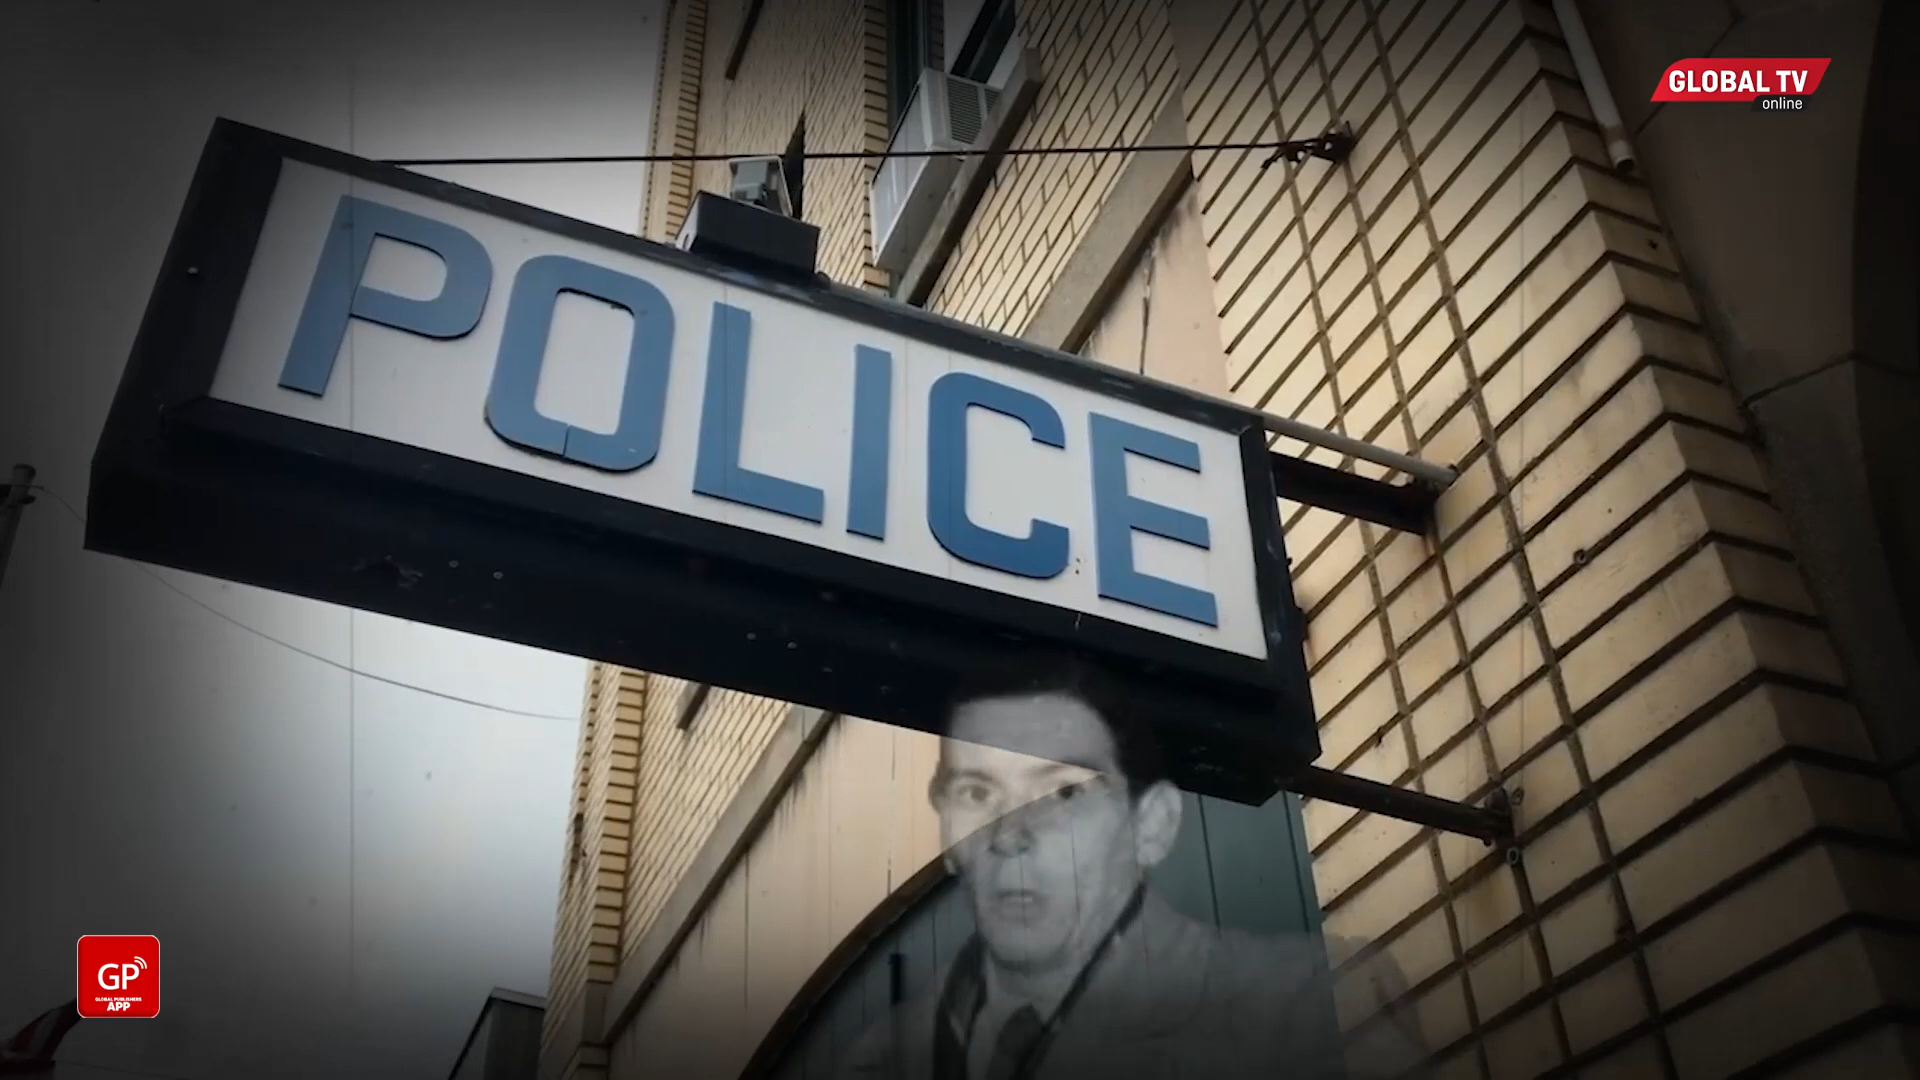 GLOBAL TV
online
POLICE
GP
GLOBAL PUBLISHERS
APP